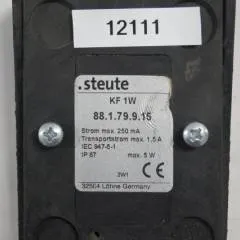 12111
.steute
KF 1W
88.1.79.9.15
Strom max. 250 mA
Transportstrom max. 1,5 A
IEC 947-5-1
IP 67 max. 5 W
3W1
CE
32504 Löhne Germany